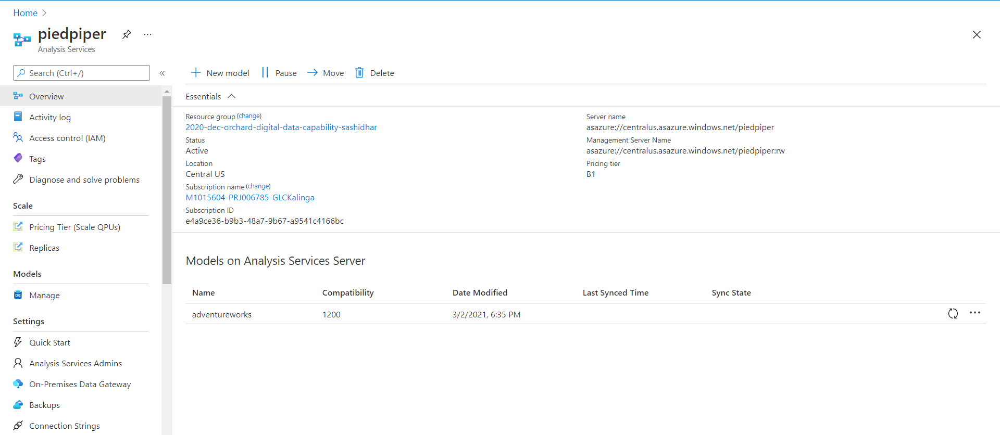 Home
piedpiper
Analysis Services
Search (Ctrl+/)
Overview
Activity log
Access control (IAM)
Tags
Diagnose and solve problems
Scale
Pricing Tier (Scale QPUs)
Replicas
Models
DB
Manage
Settings
Quick Start
Analysis Services Admins
On-Premises Data Gateway
Backups
Connection Strings
New model Pause Move Delete
Essentials
Resource group (change)
2020-dec-orchard-digital-data-capability-sashidhar
Status
Active
Location
Central US
Subscription name (change)
M1015604-PRJ006785-GLCKalinga
Subscription ID
e4a9ce36-b9b3-48a7-9b67-a9541c4166bc
Server name
asazure://centralus.asazure.windows.net/piedpiper
Management Server Name
asazure://centralus.asazure.windows.net/piedpiper:rw
Pricing tier
B1
Models on Analysis Services Server
Name Compatibility Date Modified Last Synced Time Sync State
adventureworks 1200 3/2/2021, 6:35 PM